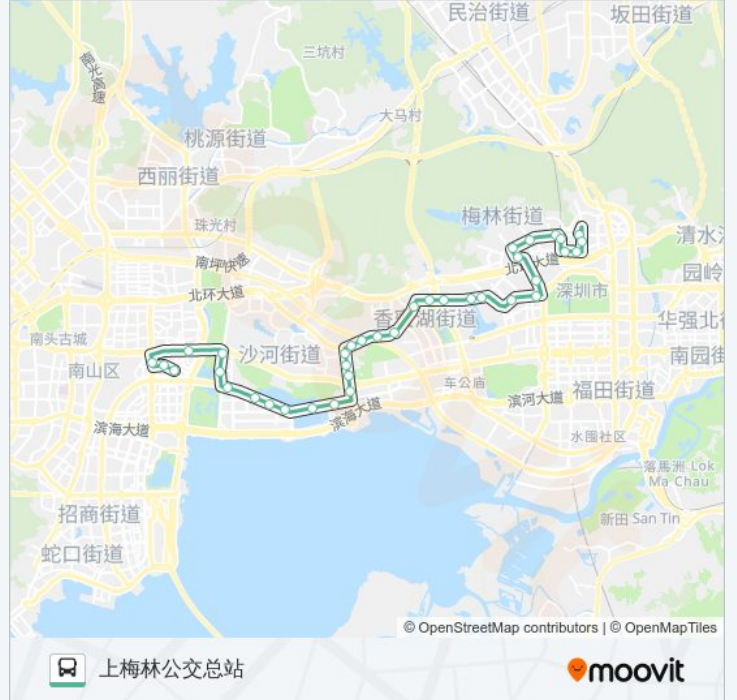 民治街道
坂田街道
三坑村
南光高速
大马村
桃源街道
西丽街道
梅林街道
珠光村
清水
南坪快速
北环大道
园岭
北环大道
深圳市
香蜜湖街道
华强北街
南头古城
沙河街道
南园街
南山区
车公庙
福田街道
滨河大道
滨海大道
滨海大道
水围社区
落馬洲 Lok
Ma Chau
招商街道
新田 San Tin
蛇口街道
© OpenStreetMap contributors | © OpenMapTiles
上梅林公交总站
moovit